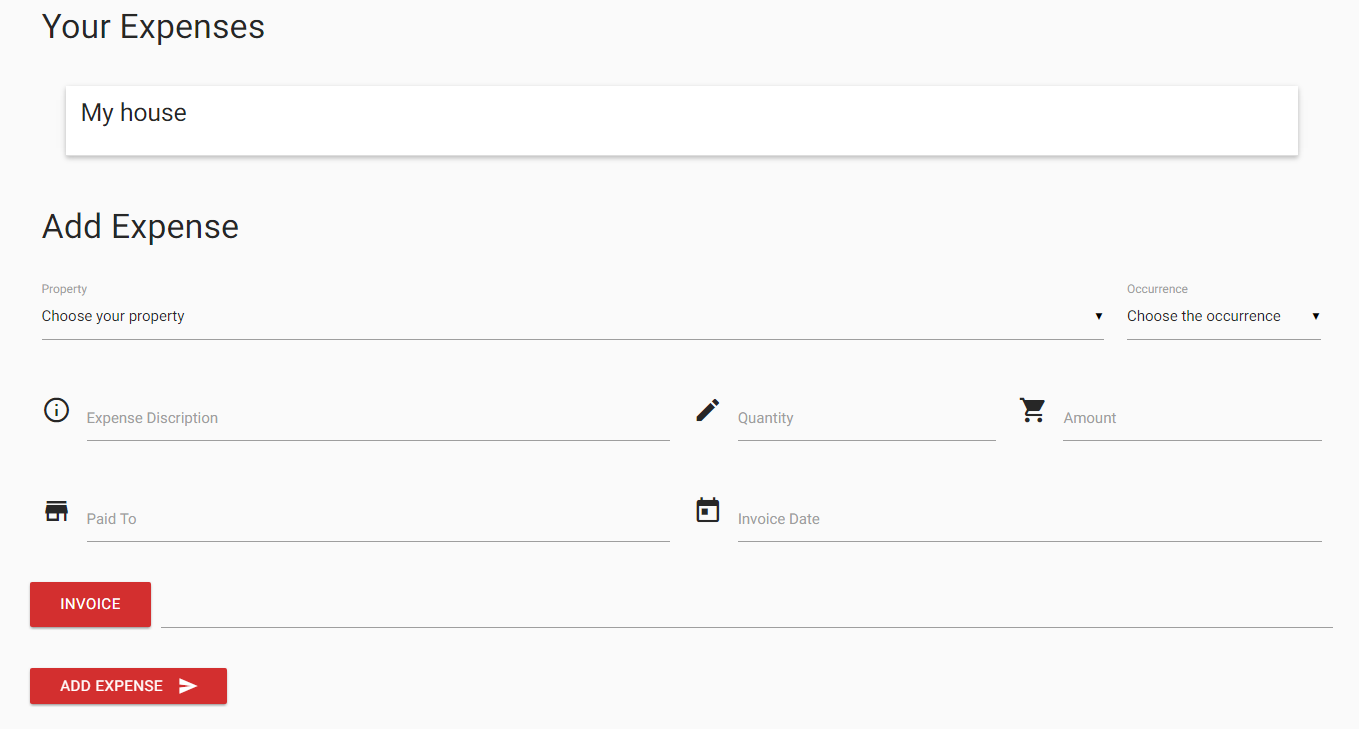 Your Expenses
My house
Add Expense
Property Occurrence
Choose your property Choose the occurrence
Expense Discription Quantity Amount
Paid To Invoice Date
INVOICE
ADD EXPENSE